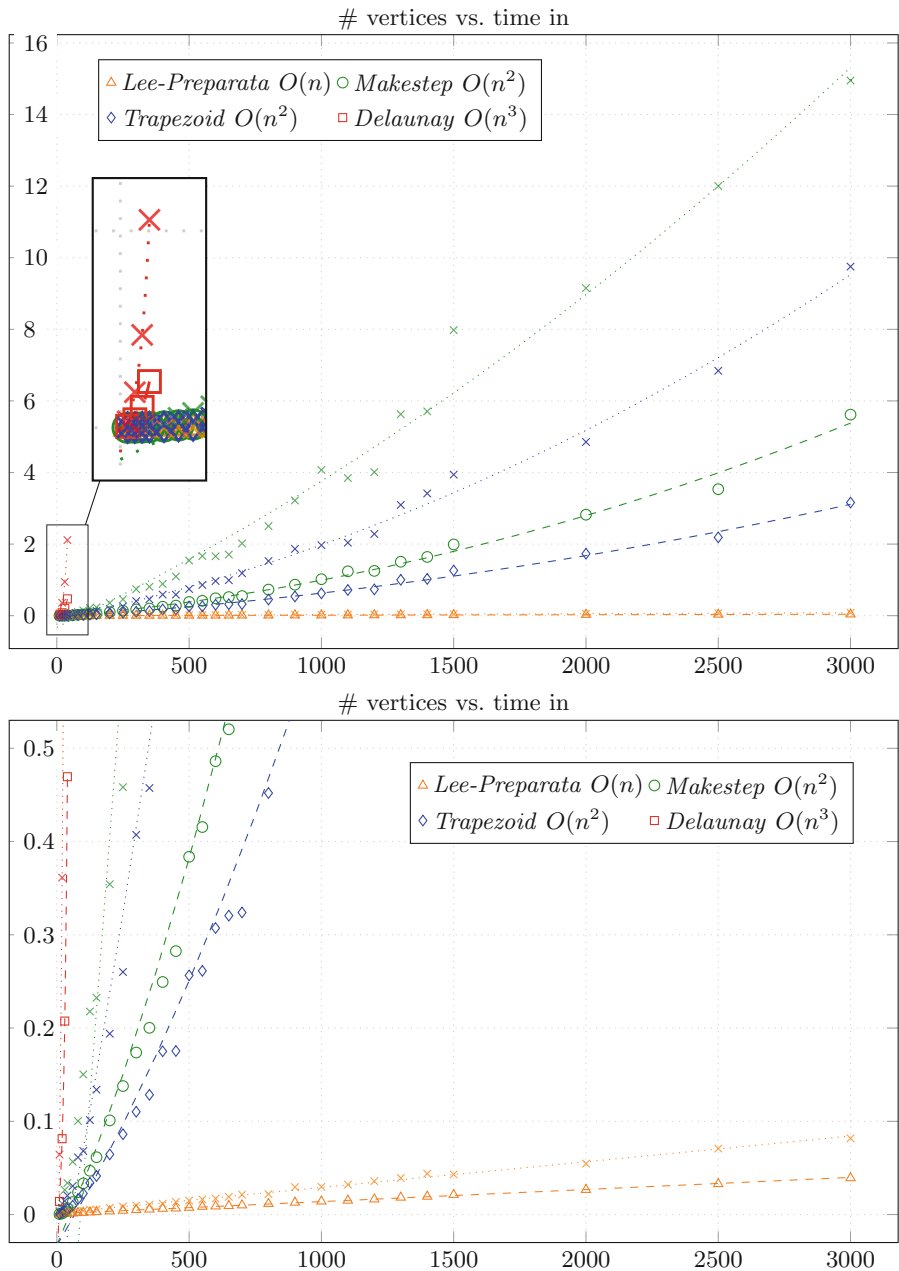 # vertices vs. time in
16
14
12
10
8
6
4
2
0
Lee-Preparata O(n) Makestep O(n²)
Trapezoid O(n²) Delaunay O(n³)
0 500 1000 1500 2000 2500 3000
# vertices vs. time in
0.5
0.4
0.3
0.2
0.1
0
Lee-Preparata O(n) Makestep O(n²)
Trapezoid O(n²) Delaunay O(n³)
0 500 1000 1500 2000 2500 3000